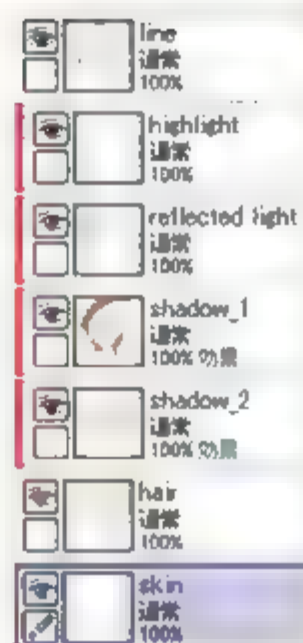 line
通常
100%
highlight
通常
100%
reflected light
通常
100%
shadow_1
通常
100% 効果
shadow_2
通常
100% 効果
hair
通常
100%
skin
通常
100%